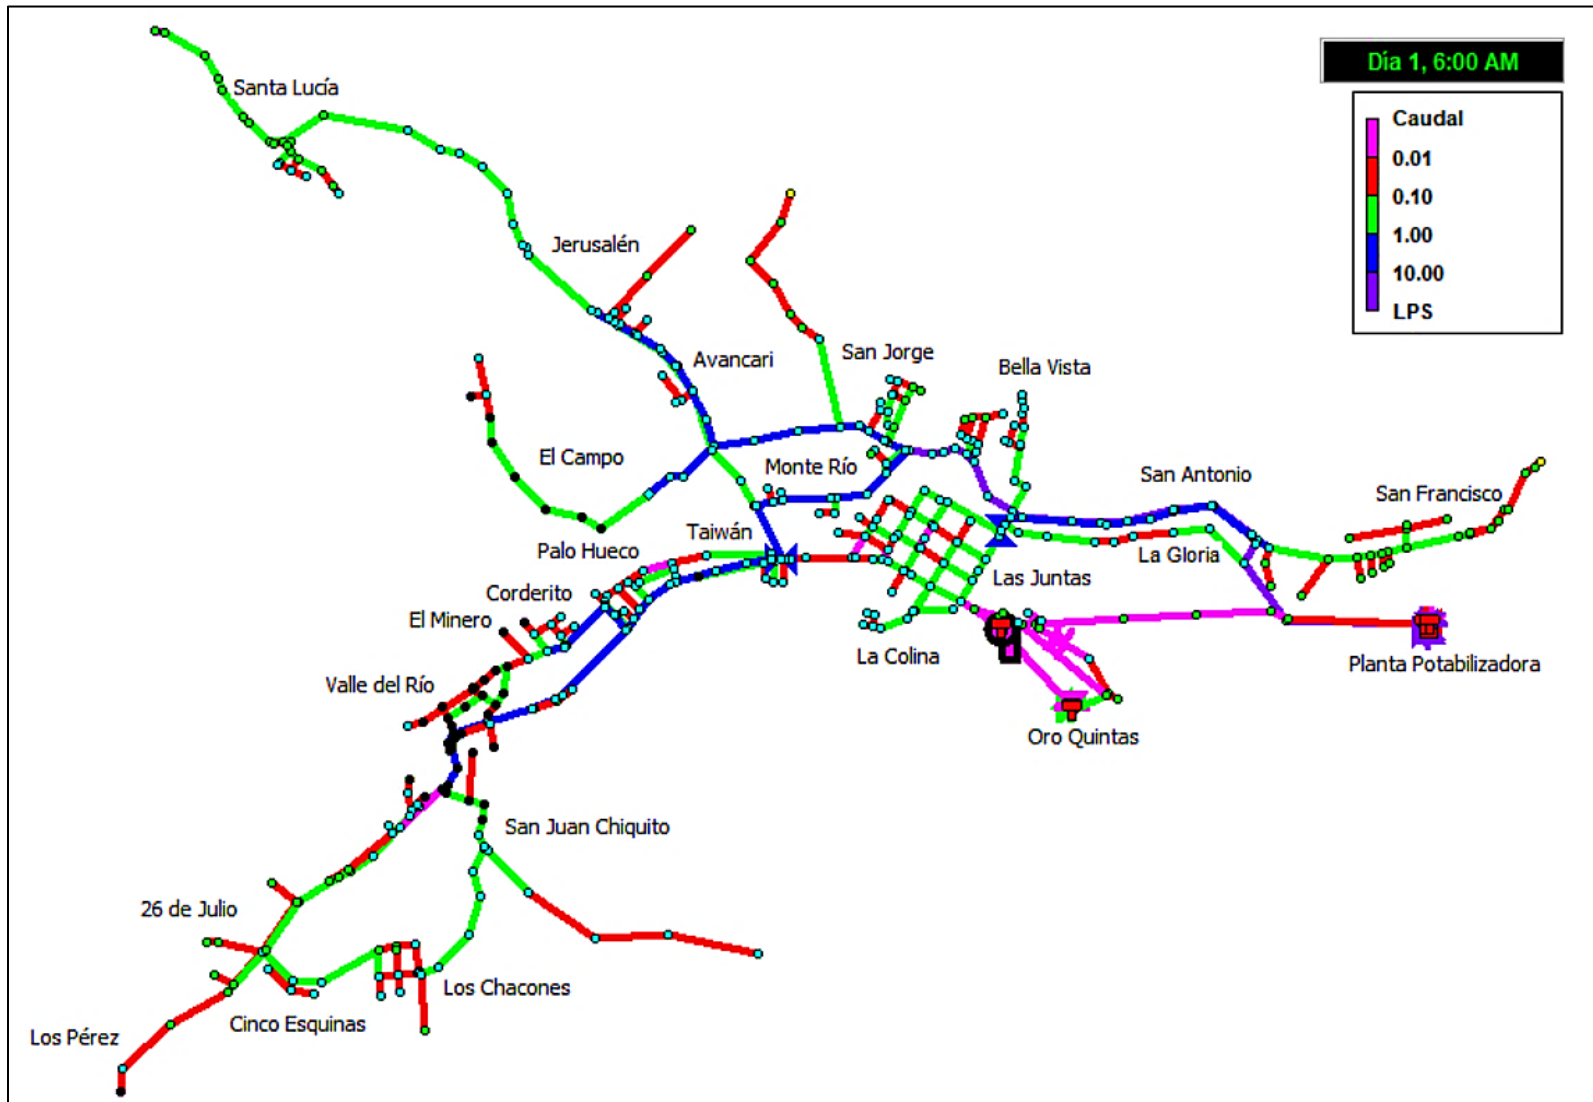 Día 1, 6:00 AM
Caudal
0.01
0.10
1.00
10.00
LPS
Santa Lucía
Jerusalén
Avancari
San Jorge
Bella Vista
El Campo
Monte Río
San Antonio
San Francisco
Taiwán
Palo Hueco
La Gloria
Las Juntas
Corderito
El Minero
La Colina
Planta Potabilizadora
Valle del Río
Oro Quintas
San Juan Chiquito
26 de Julio
Los Chacones
Cinco Esquinas
Los Pérez